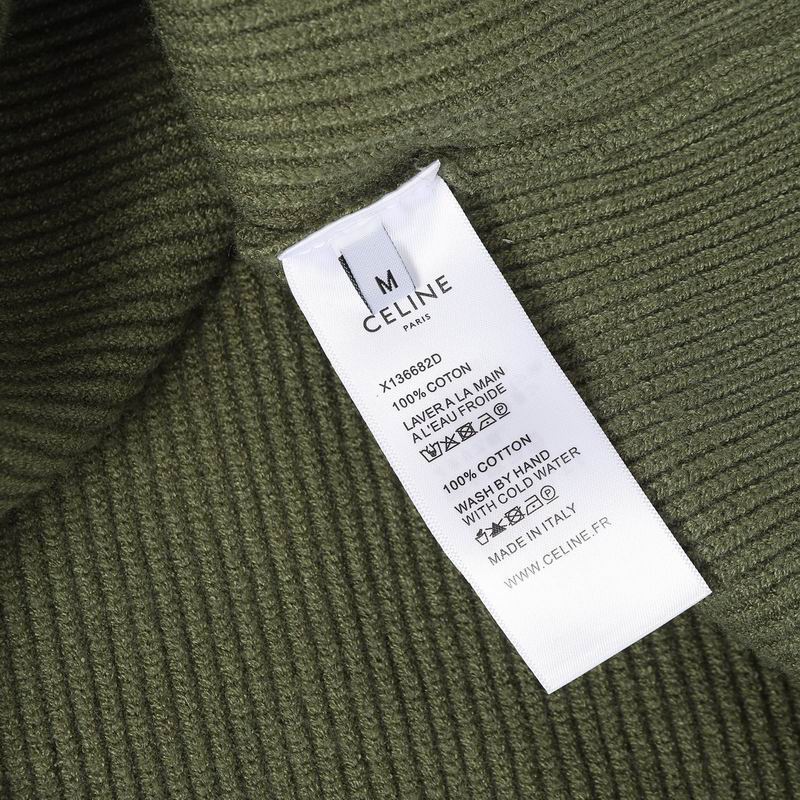 M
CELINE
PARIS
X136682D
100% COTON
LAVER A LA MAIN
A L'EAU FROIDE
P
100% COTTON
WASH BY HAND
WITH COLD WATER
P
MADE IN ITALY
WWW.CELINE.FR